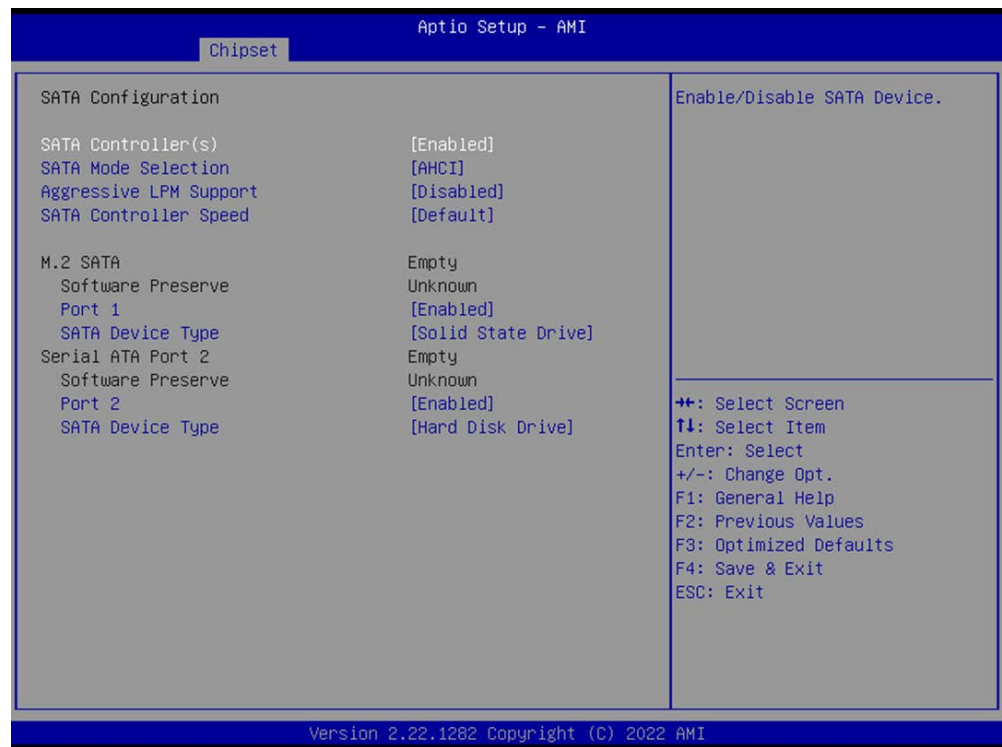 Aptio Setup – AMI
Chipset
SATA Configuration
SATA Controller(s) [Enabled]
SATA Mode Selection [AHCI]
Aggressive LPM Support [Disabled]
SATA Controller Speed [Default]
M.2 SATA Empty
Software Preserve Unknown
Port 1 [Enabled]
SATA Device Type [Solid State Drive]
Serial ATA Port 2 Empty
Software Preserve Unknown
Port 2 [Enabled]
SATA Device Type [Hard Disk Drive]
Enable/Disable SATA Device.
→←: Select Screen
↑↓: Select Item
Enter: Select
+/-: Change Opt.
F1: General Help
F2: Previous Values
F3: Optimized Defaults
F4: Save & Exit
ESC: Exit
Version 2.22.1282 Copyright (C) 2022 AMI